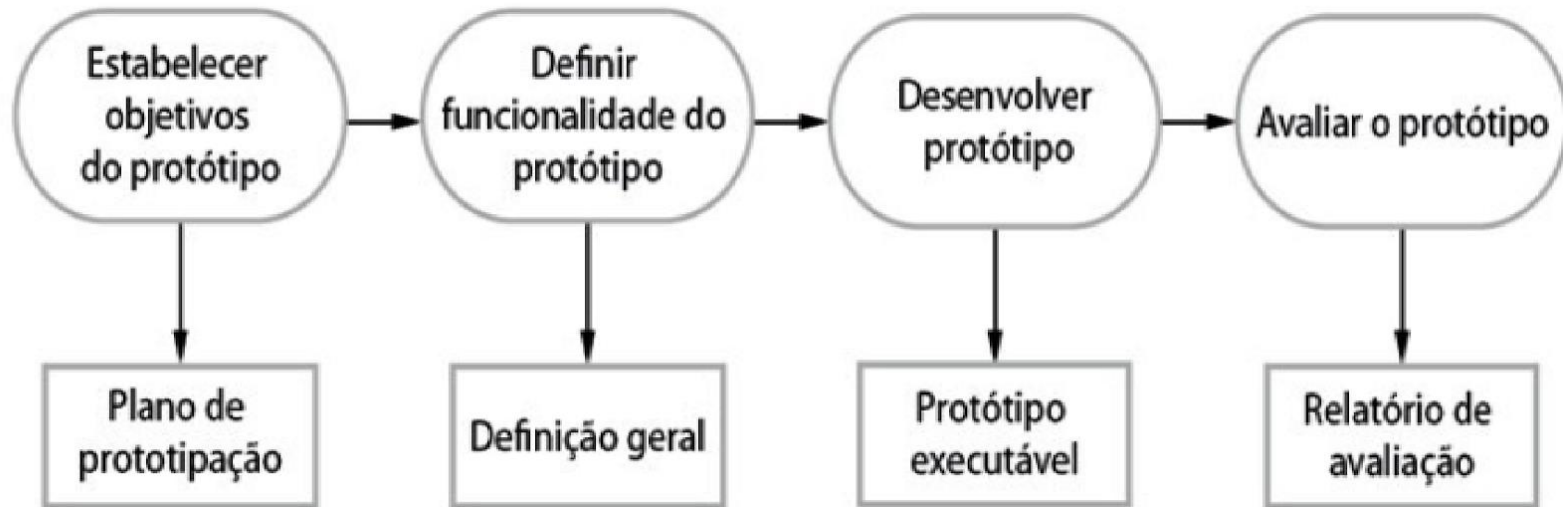 Estabelecer
objetivos
do protótipo
Definir
funcionalidade do
protótipo
Desenvolver
protótipo
Avaliar o protótipo
Plano de
prototipação
Definição geral
Protótipo
executável
Relatório de
avaliação